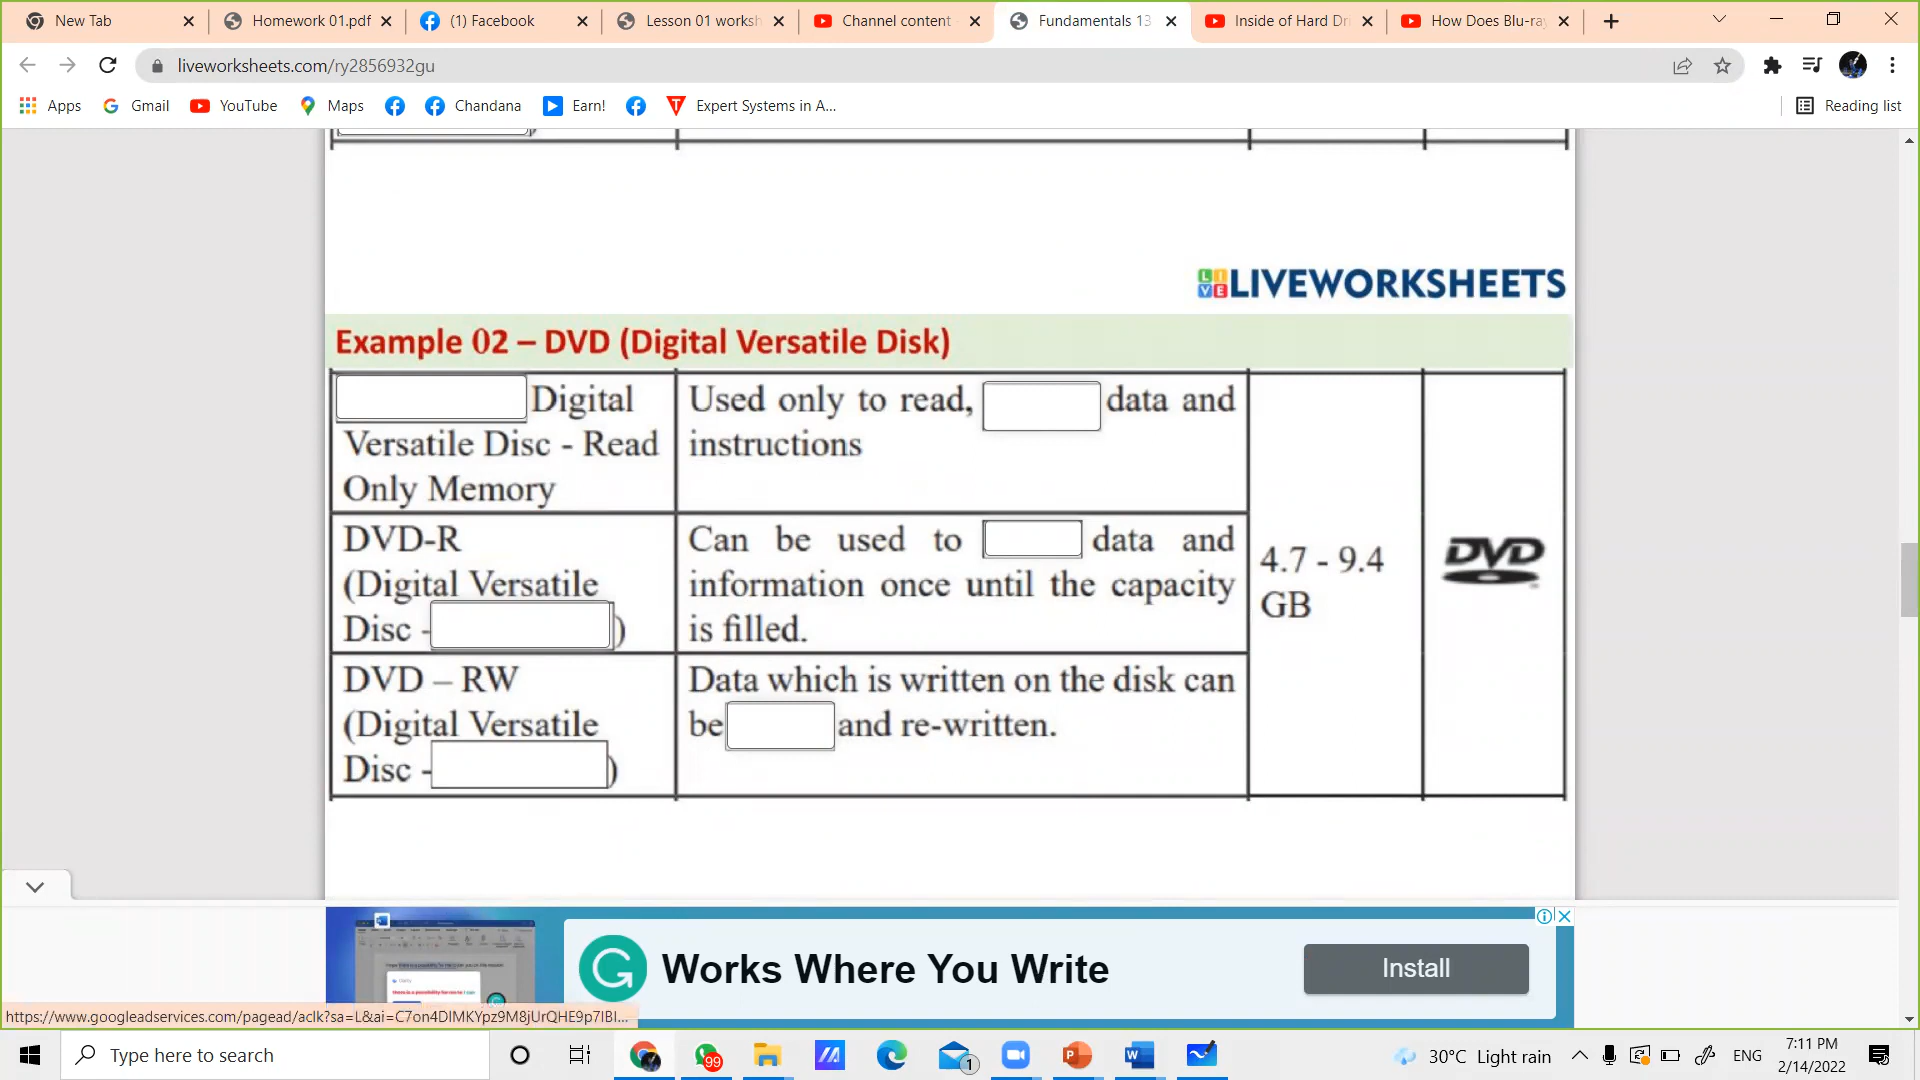 New Tab
Homework 01.pdf
(1) Facebook
Lesson 01 worksh
Channel content
Fundamentals 13
Inside of Hard Dri
How Does Blu-ray
liveworksheets.com/ry2856932gu
Apps
Gmail
YouTube
Maps
Chandana
Earn!
Expert Systems in A...
Reading list
LIVE LIVEWORKSHEETS
Example 02 – DVD (Digital Versatile Disk)
Digital
Versatile Disc - Read
Only Memory
Used only to read, data and
instructions
DVD-R
(Digital Versatile
Disc - )
Can be used to data and
information once until the capacity
is filled.
DVD – RW
(Digital Versatile
Disc - )
Data which is written on the disk can
be and re-written.
4.7 - 9.4
GB
DVD
Works Where You Write
Install
https://www.googleadservices.com/pagead/aclk?sa=L&ai=C7on4DIMKYpz9M8jUrQHE9p7IBI...
Type here to search
99
1
30°C Light rain
ENG
7:11 PM
2/14/2022